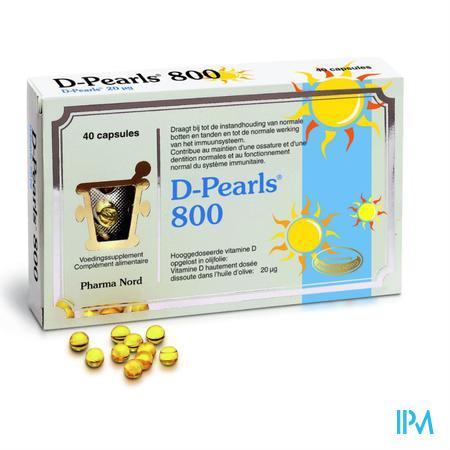 D-Pearls® 800
D-Pearls® 20 µg
40 capsules
40 capsules
Draagt bij tot de instandhouding van normale
botten en tanden en tot de normale werking
van het immuunsysteem.
Contribue au maintien d'une ossature et d'une
dentition normales et au fonctionnement
normal du système immunitaire.
D-Pearls®
800
Voedingssupplement
Complément alimentaire
Pharma Nord
Hooggedoseerde vitamine D
opgelost in olijfolie:
Vitamine D hautement dosée
dissoute dans l'huile d'olive: 20 µg
D-Pearls® 800
IPM